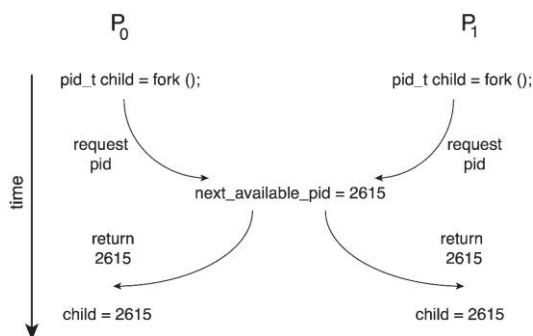 P0 P1
pid_t child = fork (); pid_t child = fork ();
request
pid
request
pid
time
next_available_pid = 2615
return
2615
return
2615
child = 2615 child = 2615